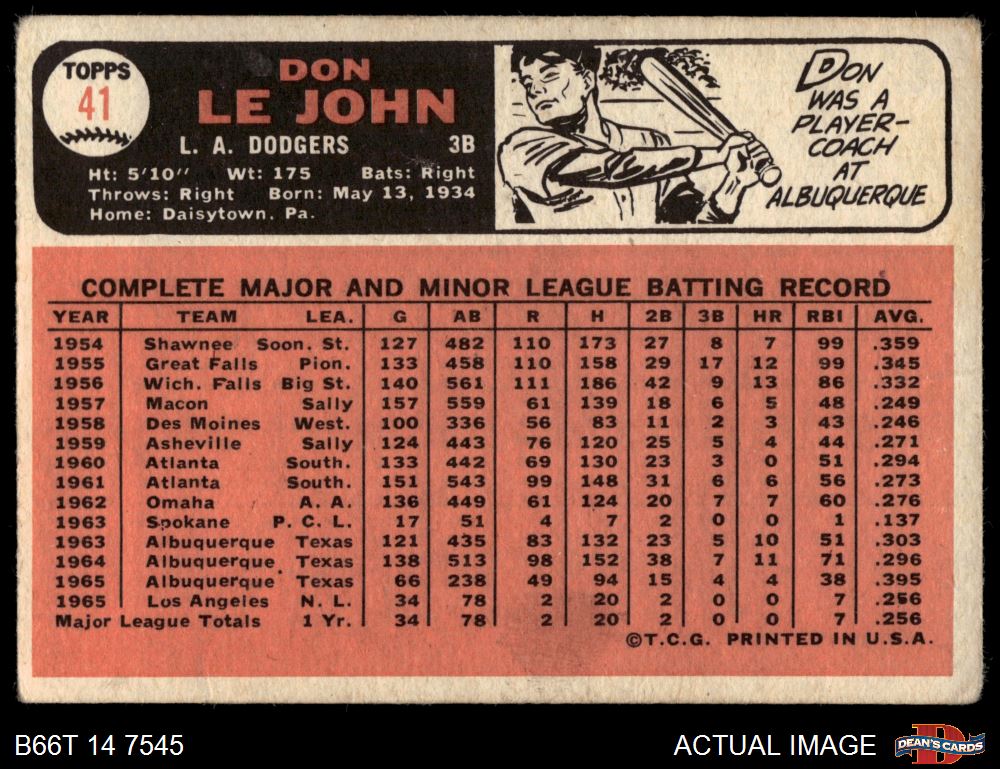 TOPPS
41
DON
LE JOHN
L. A. DODGERS 3B
Ht: 5'10" Wt: 175 Bats: Right
Throws: Right Born: May 13, 1934
Home: Daisytown, Pa.
DON
WAS A
PLAYER-
COACH
AT
ALBUQUERQUE
COMPLETE MAJOR AND MINOR LEAGUE BATTING RECORD
YEAR TEAM LEA. G AB R H 2B 3B HR RBI AVG.
1954 Shawnee Soon. St. 127 482 110 173 27 8 7 99 .359
1955 Great Falls Pion. 133 458 110 158 29 17 12 99 .345
1956 Wich. Falls Big St. 140 561 111 186 42 9 13 86 .332
1957 Macon Sally 157 559 61 139 18 6 5 48 .249
1958 Des Moines West. 100 336 56 83 11 2 3 43 .246
1959 Asheville Sally 124 443 76 120 25 5 4 44 .271
1960 Atlanta South. 133 442 69 130 23 3 0 51 .294
1961 Atlanta South. 151 543 99 148 31 6 6 56 .273
1962 Omaha A. A. 136 449 61 124 20 7 7 60 .276
1963 Spokane P. C. L. 17 51 4 7 2 0 0 1 .137
1963 Albuquerque Texas 121 435 83 132 23 5 10 51 .303
1964 Albuquerque Texas 138 513 98 152 38 7 11 71 .296
1965 Albuquerque Texas 66 238 49 94 15 4 4 38 .395
1965 Los Angeles N. L. 34 78 2 20 2 0 0 7 .256
Major League Totals 1 Yr. 34 78 2 20 2 0 0 7 .256
©T.C.G. PRINTED IN U.S.A.
B66T 14 7545
ACTUAL IMAGE
D
DEAN'S CARDS